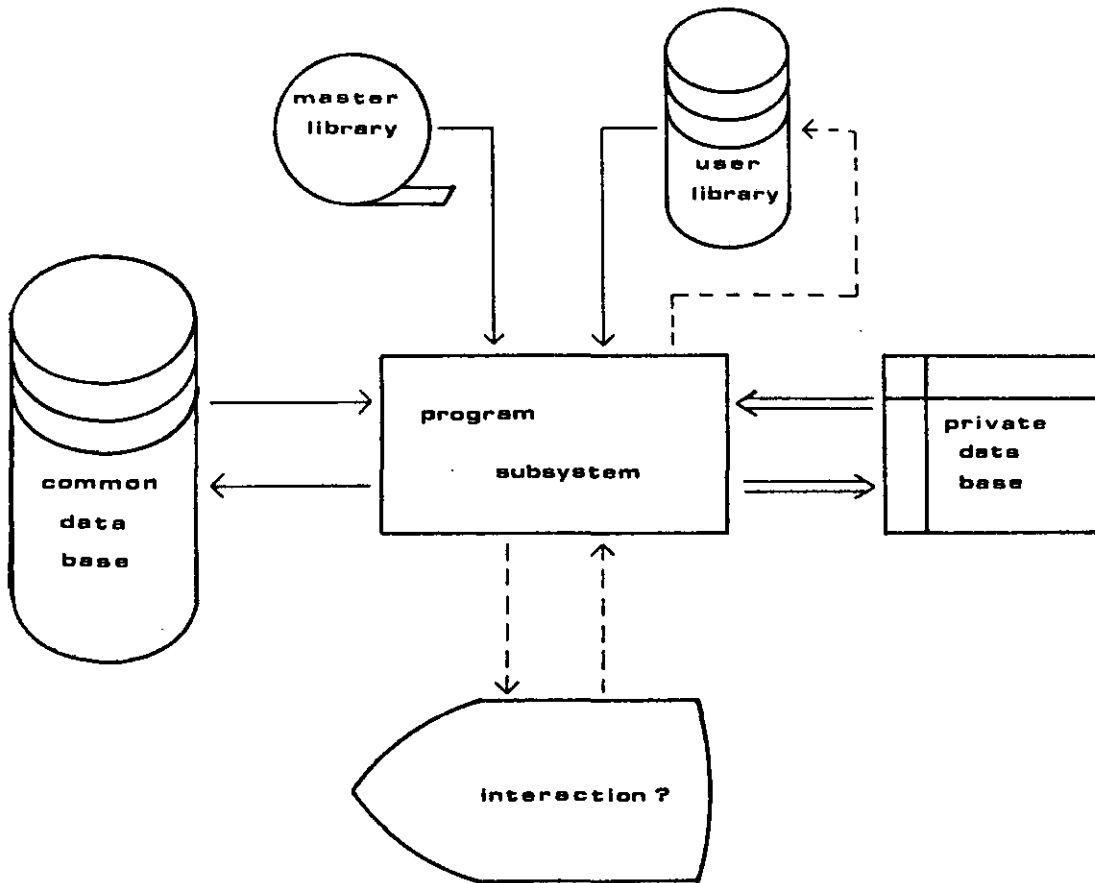 master
library
user
library
program
subsystem
private
data
base
common
data
base
interaction?